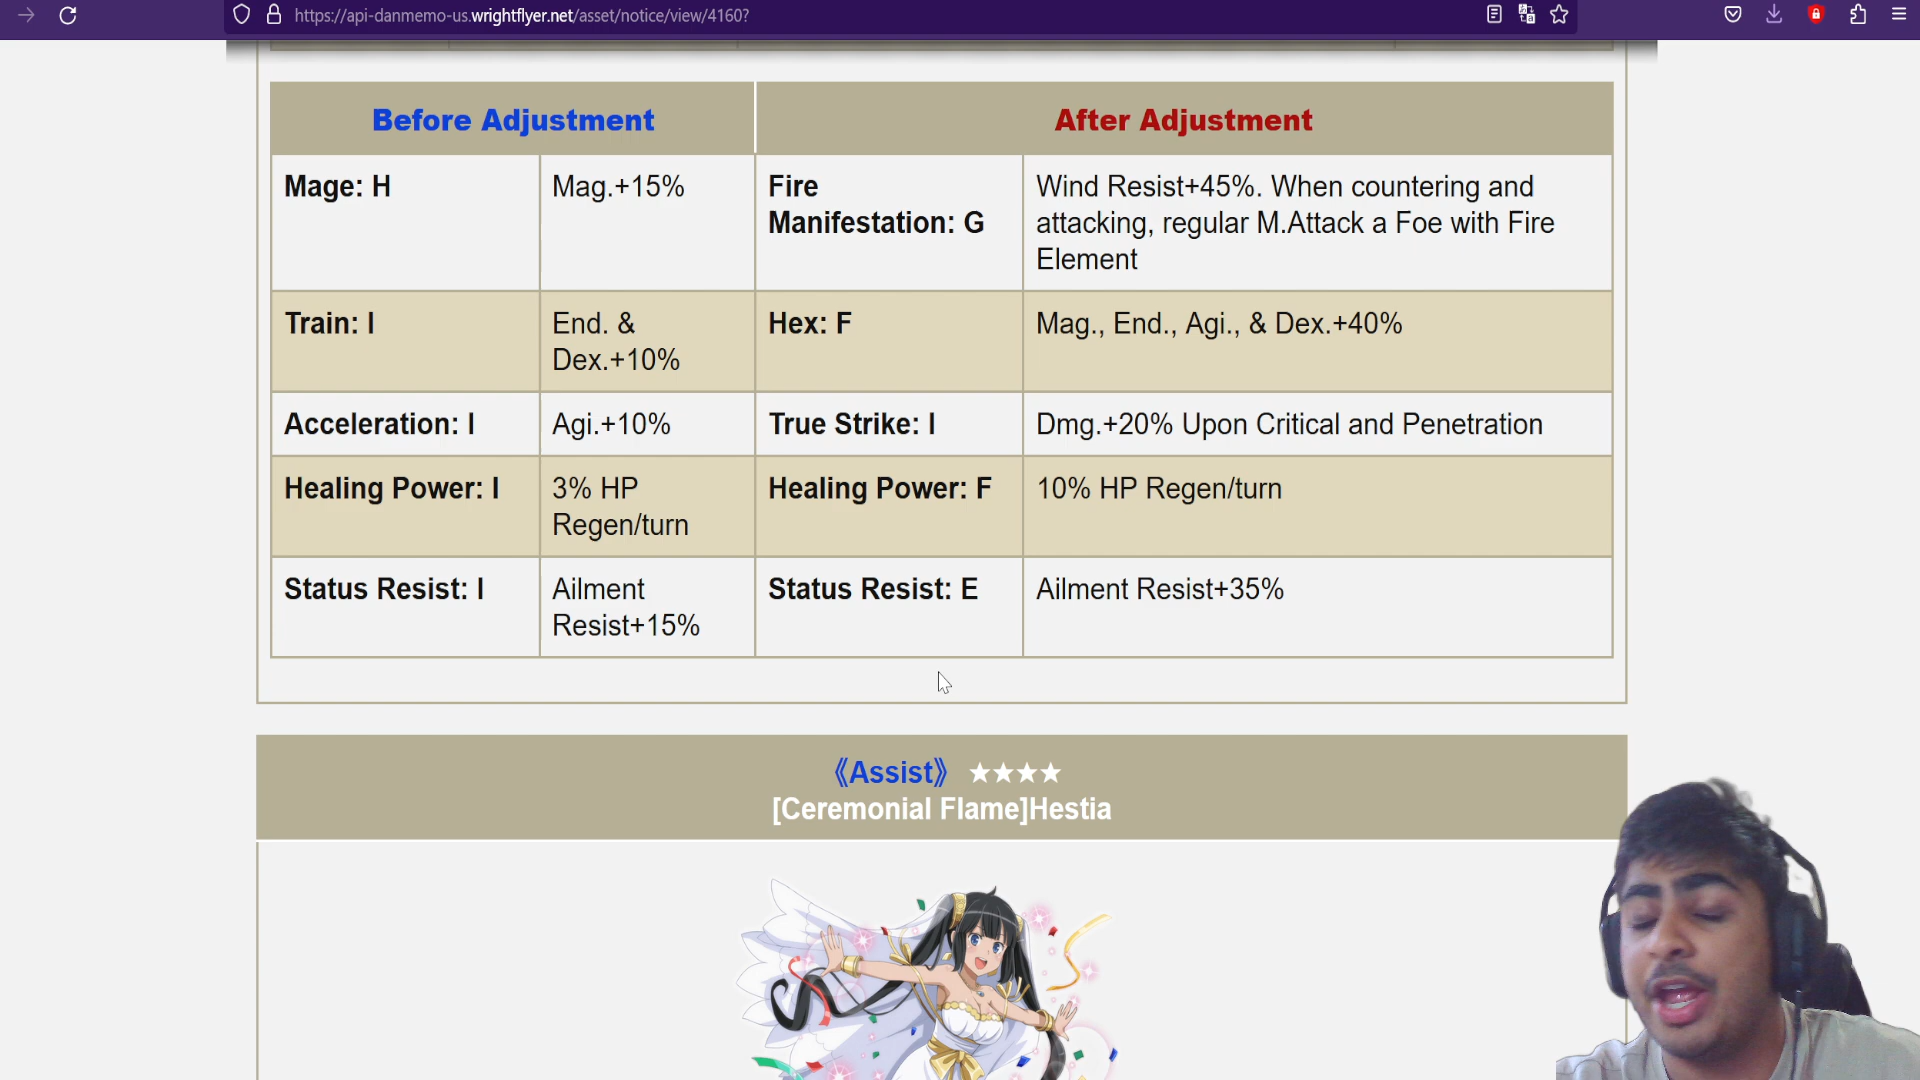 https://api-danmemo-us.wrightflyer.net/asset/notice/view/4160?
Before Adjustment
After Adjustment
Mage: H
Mag.+15%
Fire
Manifestation: G
Wind Resist+45%. When countering and
attacking, regular M.Attack a Foe with Fire
Element
Train: I
End. &
Dex.+10%
Hex: F
Mag., End., Agi., & Dex.+40%
Acceleration: I
Agi.+10%
True Strike: I
Dmg.+20% Upon Critical and Penetration
Healing Power: I
3% HP
Regen/turn
Healing Power: F
10% HP Regen/turn
Status Resist: I
Ailment
Resist+15%
Status Resist: E
Ailment Resist+35%
《Assist》 ★★★★
[Ceremonial Flame]Hestia